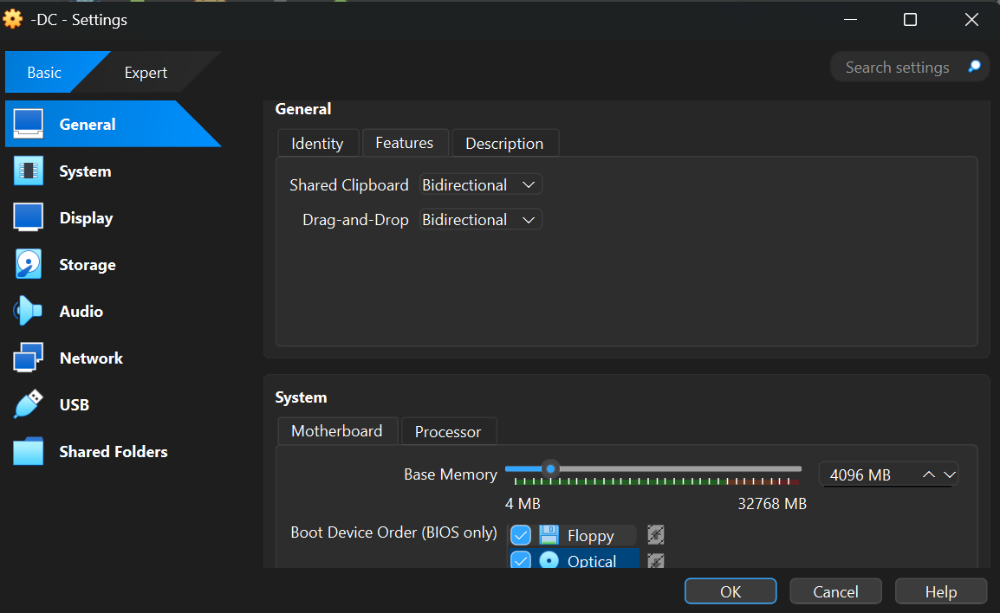 -DC - Settings
Basic
Expert
Search settings
General
System
Display
Storage
Audio
Network
USB
Shared Folders
General
Identity
Features
Description
Shared Clipboard Bidirectional
Drag-and-Drop Bidirectional
System
Motherboard
Processor
Base Memory 4096 MB
4 MB 32768 MB
Boot Device Order (BIOS only) Floppy
Optical
OK
Cancel
Help